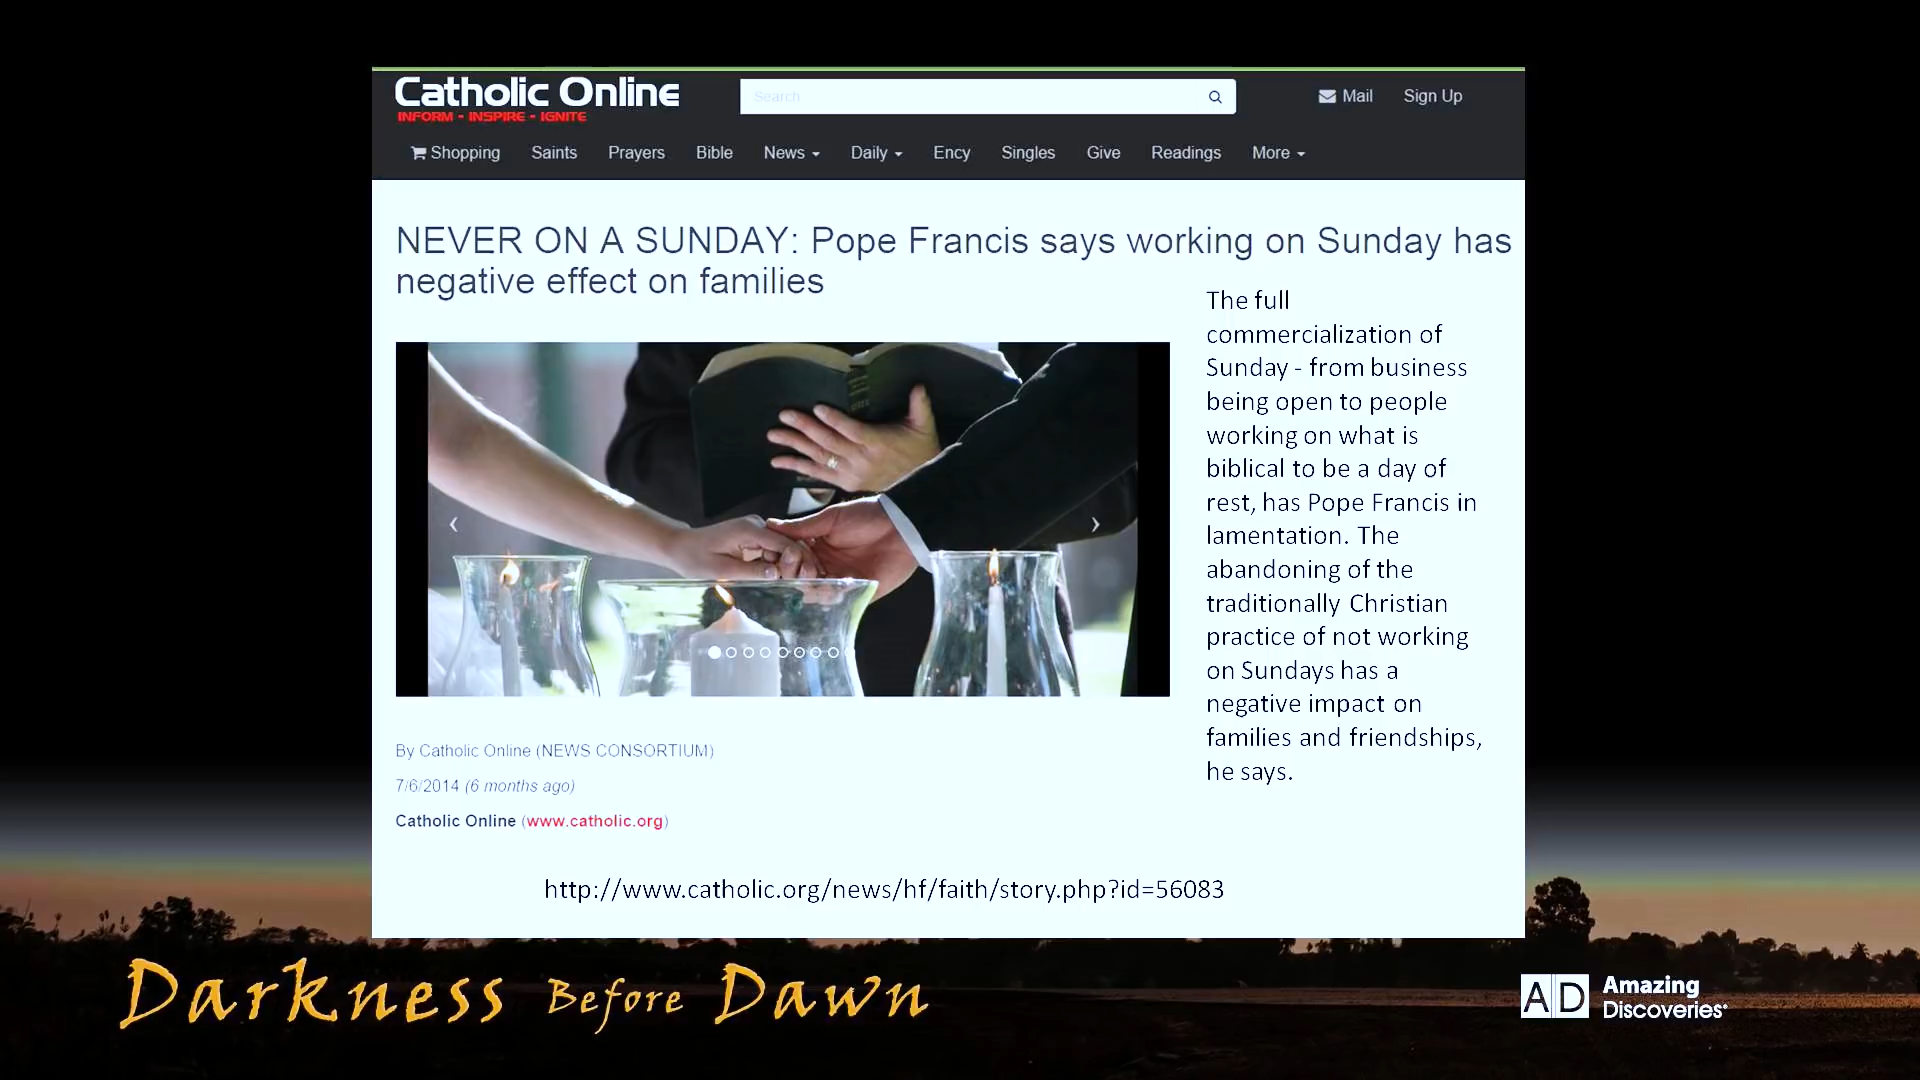 Catholic Online
INFORM - INSPIRE - IGNITE
Search
Mail
Sign Up
Shopping
Saints
Prayers
Bible
News
Daily
Ency
Singles
Give
Readings
More
NEVER ON A SUNDAY: Pope Francis says working on Sunday has
negative effect on families
The full
commercialization of
Sunday - from business
being open to people
working on what is
biblical to be a day of
rest, has Pope Francis in
lamentation. The
abandoning of the
traditionally Christian
practice of not working
on Sundays has a
negative impact on
families and friendships,
he says.
By Catholic Online (NEWS CONSORTIUM)
7/6/2014 (6 months ago)
Catholic Online (www.catholic.org)
http://www.catholic.org/news/hf/faith/story.php?id=56083
Darkness Before Dawn
AD
Amazing
Discoveries